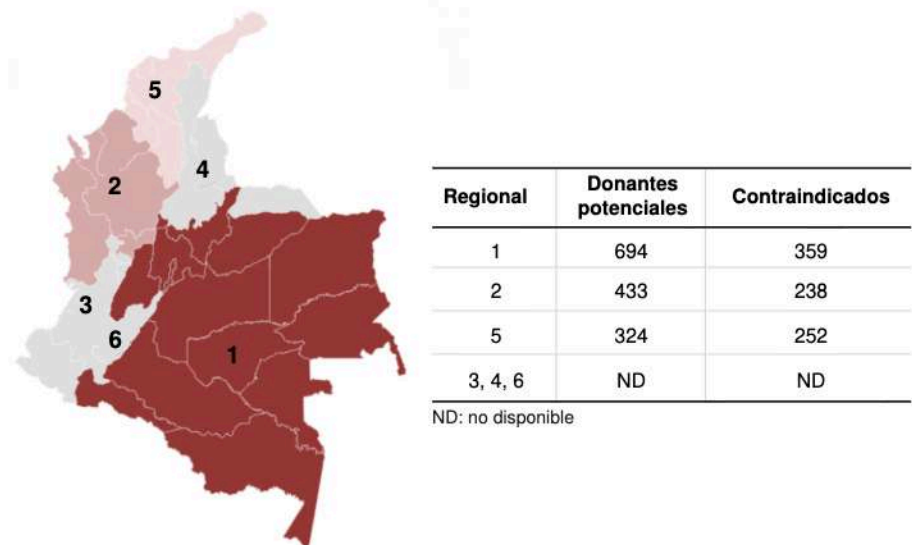 5
4
2
3
6
1
Regional Donantes potenciales Contraindicados
1 694 359
2 433 238
5 324 252
3, 4, 6 ND ND
ND: no disponible